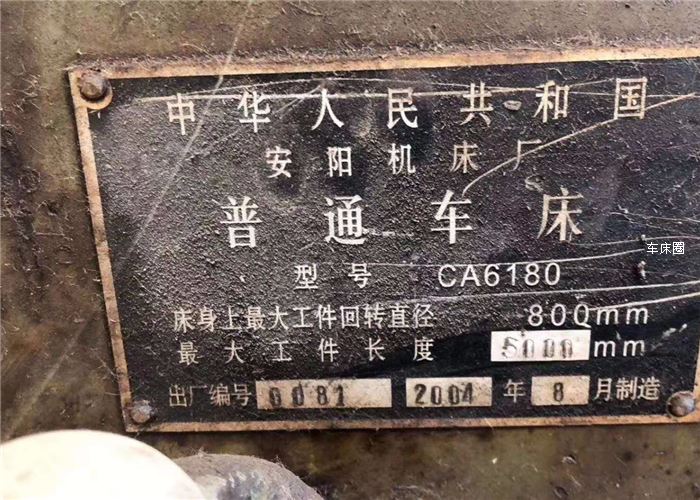 中华人民共和国
安阳机床厂
普通车床
型号 CA6180
床身上最大工件回转直径 800mm
最大工件长度 5000 mm
出厂编号 0081 2004 年 8 月制造
车床圈